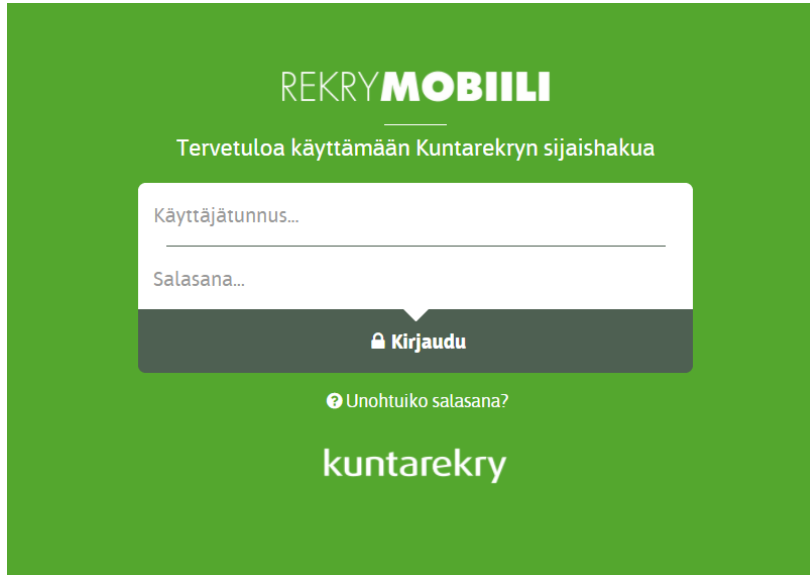 REKRYMOBIILI
Tervetuloa käyttämään Kuntarekryn sijaishakua
Käyttäjätunnus...
Salasana...
Kirjaudu
Unohtuiko salasana?
kuntarekry